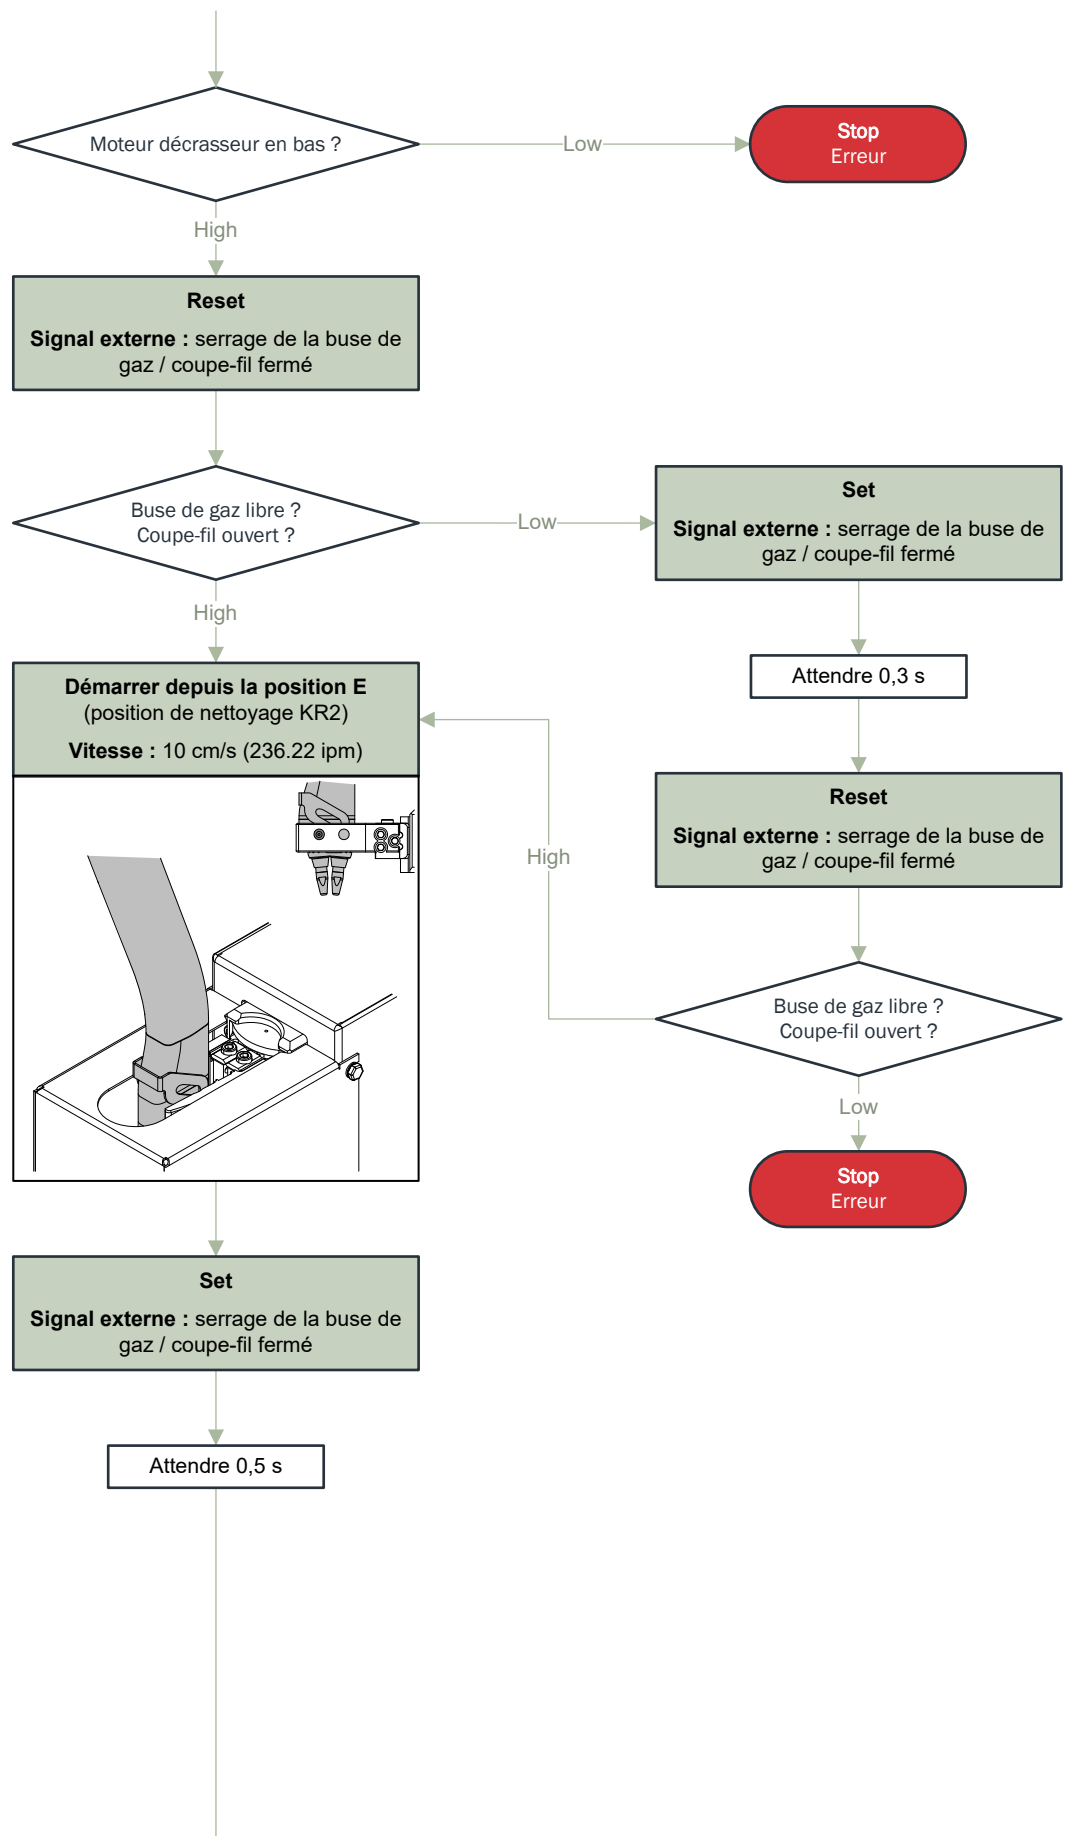 Moteur décrasseur en bas ?
Low
Stop
Erreur
High
Reset
Signal externe : serrage de la buse de
gaz / coupe-fil fermé
Buse de gaz libre ?
Coupe-fil ouvert ?
Low
Set
Signal externe : serrage de la buse de
gaz / coupe-fil fermé
High
Attendre 0,3 s
Démarrer depuis la position E
(position de nettoyage KR2)
Vitesse : 10 cm/s (236.22 ipm)
Reset
Signal externe : serrage de la buse de
gaz / coupe-fil fermé
High
Buse de gaz libre ?
Coupe-fil ouvert ?
Low
Stop
Erreur
Set
Signal externe : serrage de la buse de
gaz / coupe-fil fermé
Attendre 0,5 s